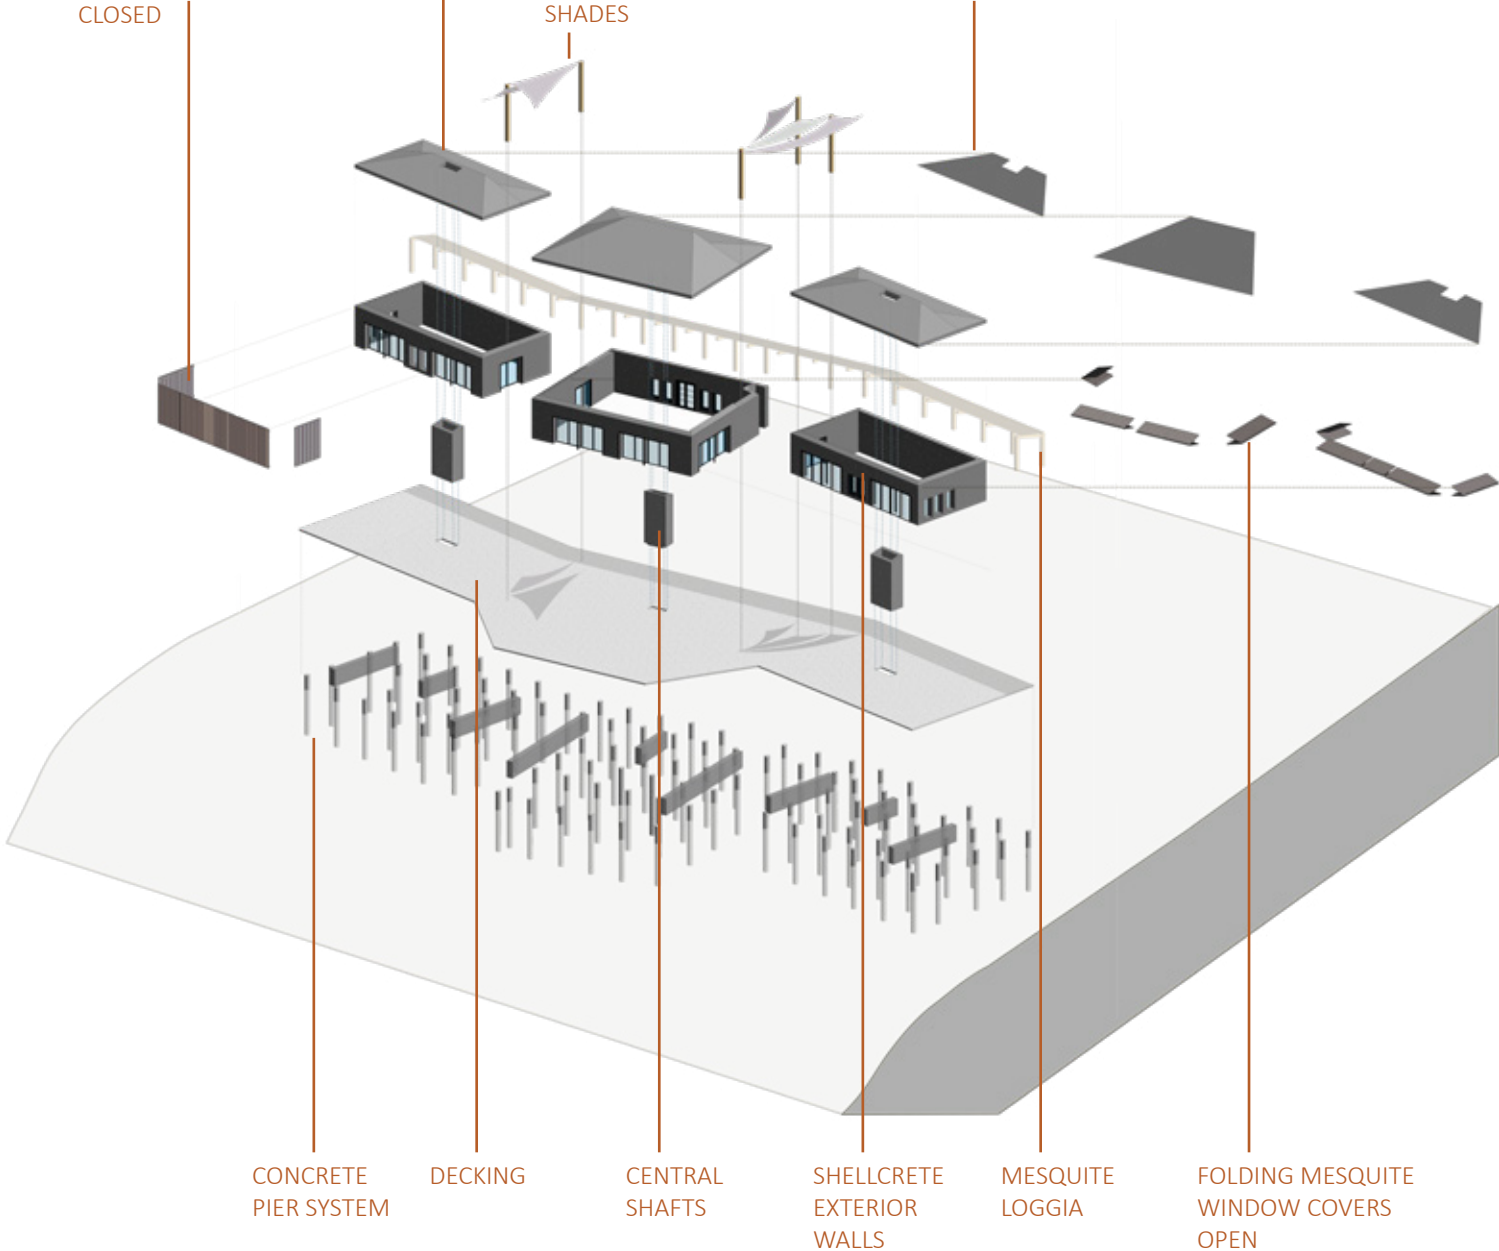 CLOSED
SHADES
CONCRETE
PIER SYSTEM
DECKING
CENTRAL
SHAFTS
SHELLCRETE
EXTERIOR
WALLS
MESQUITE
LOGGIA
FOLDING MESQUITE
WINDOW COVERS
OPEN